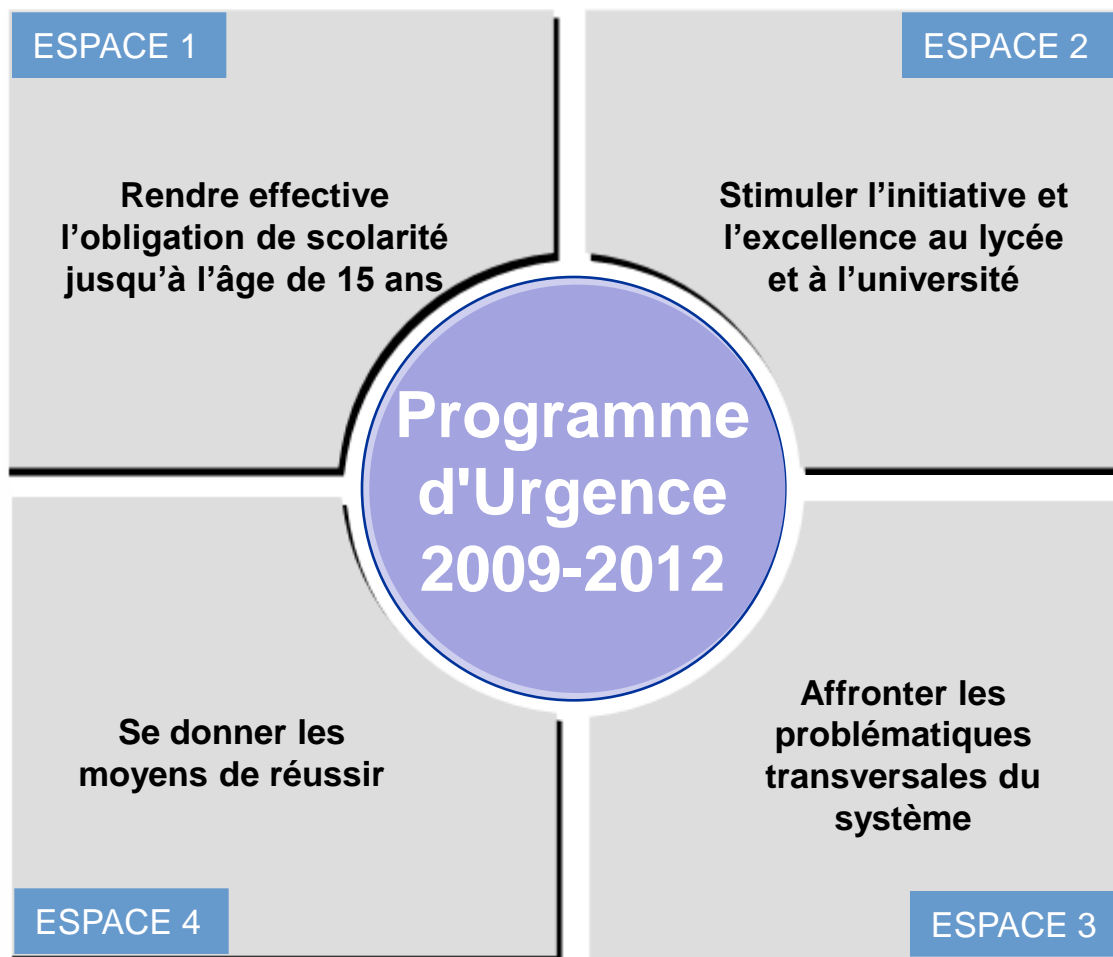 ESPACE 1
Rendre effective
l’obligation de scolarité
jusqu’à l’âge de 15 ans
ESPACE 2
Stimuler l’initiative et
l’excellence au lycée
et à l’université
Programme
d'Urgence
2009-2012
Se donner les
moyens de réussir
ESPACE 4
Affronter les
problématiques
transversales du
système
ESPACE 3